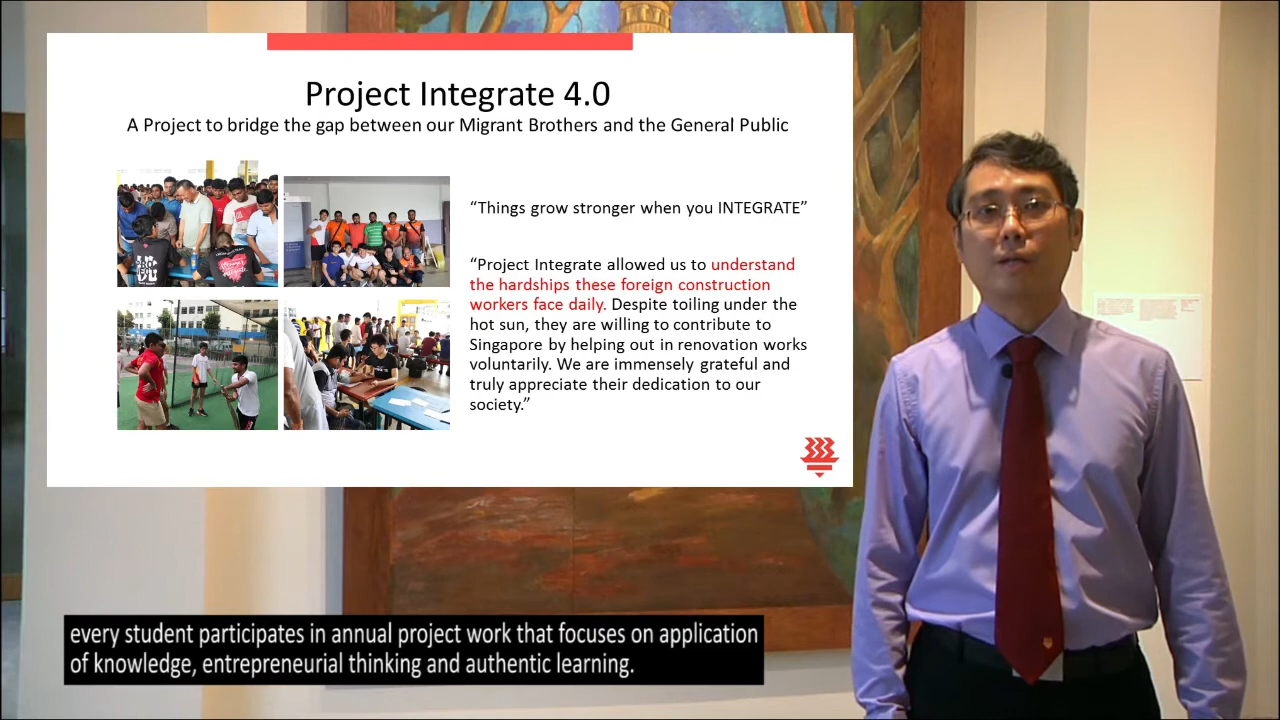 Project Integrate 4.0
A Project to bridge the gap between our Migrant Brothers and the General Public
“Things grow stronger when you INTEGRATE”
“Project Integrate allowed us to understand
the hardships these foreign construction
workers face daily. Despite toiling under the
hot sun, they are willing to contribute to
Singapore by helping out in renovation works
voluntarily. We are immensely grateful and
truly appreciate their dedication to our
society.”
every student participates in annual project work that focuses on application
of knowledge, entrepreneurial thinking and authentic learning.